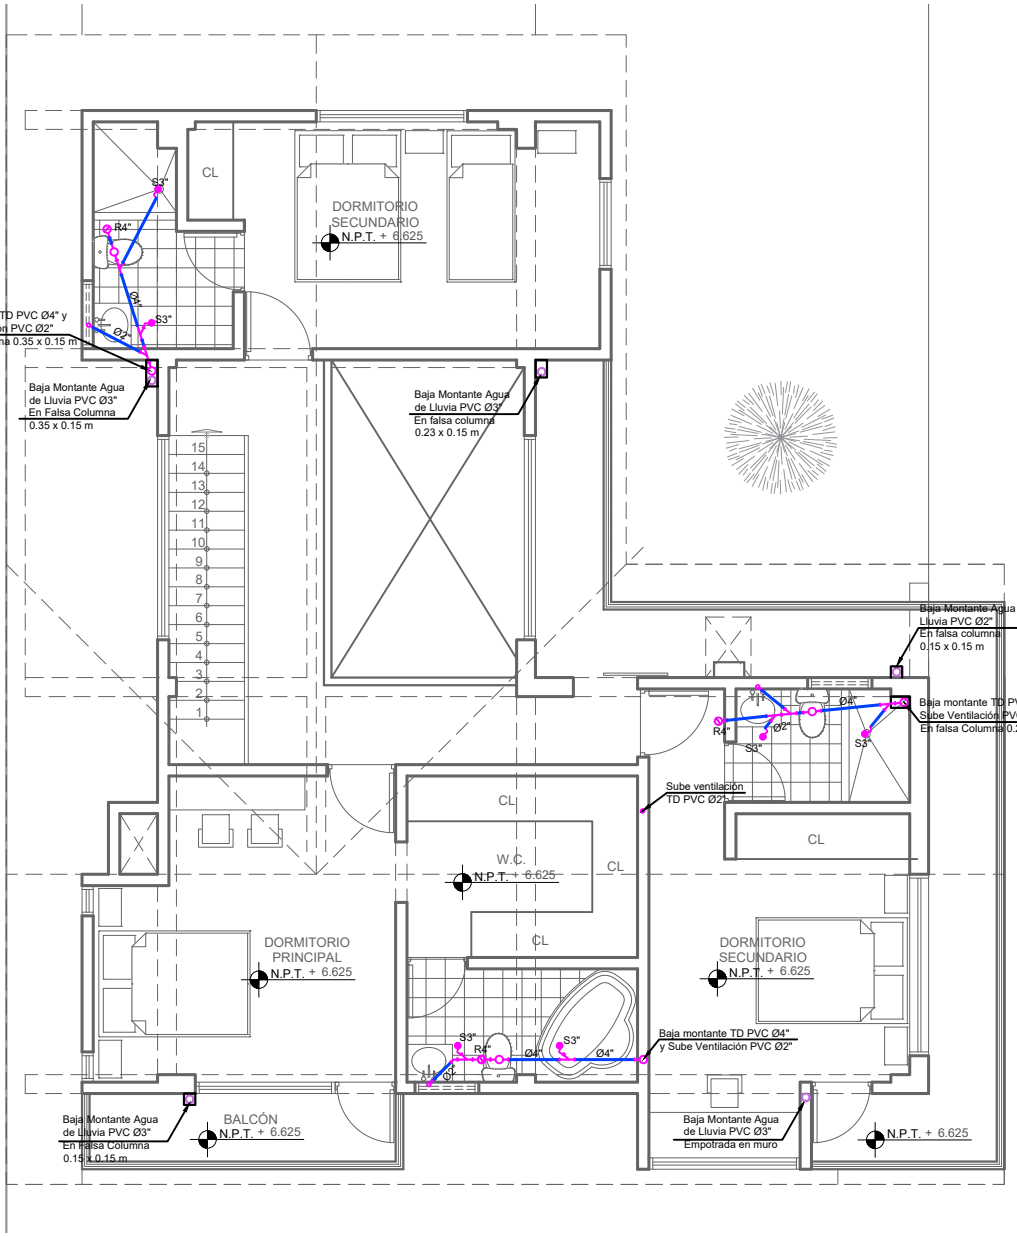 CL
S3"
DORMITORIO
SECUNDARIO
N.P.T. + 6.625
R4"
Ø4"
S3"
Ø2"
TD PVC Ø4" y
PVC Ø2"
0.35 x 0.15 m
Baja Montante Agua
de Lluvia PVC Ø3"
En Falsa Columna
0.35 x 0.15 m
Baja Montante Agua
de Lluvia PVC Ø3"
En falsa columna
0.23 x 0.15 m
15
14
13
12
11
10
9
8
7
6
5
4
3
2
1
Baja Montante Agua
Lluvia PVC Ø2"
En falsa columna
0.15 x 0.15 m
Baja montante TD
Sube Ventilación
En falsa Columna
Ø4"
R4"
Ø2"
S3"
S3"
Sube ventilación
TD PVC Ø2"
CL
CL
W.C.
N.P.T. + 6.625
CL
CL
DORMITORIO
PRINCIPAL
N.P.T. + 6.625
DORMITORIO
SECUNDARIO
N.P.T. + 6.625
S3"
R4"
Ø4"
S3"
Ø4"
Ø2"
Baja montante TD PVC Ø4"
y Sube Ventilación PVC Ø2"
Baja Montante Agua
de Lluvia PVC Ø3"
En Falsa Columna
0.15 x 0.15 m
BALCÓN
N.P.T. + 6.625
Baja Montante Agua
de Lluvia PVC Ø3"
Empotrada en muro
N.P.T. + 6.625